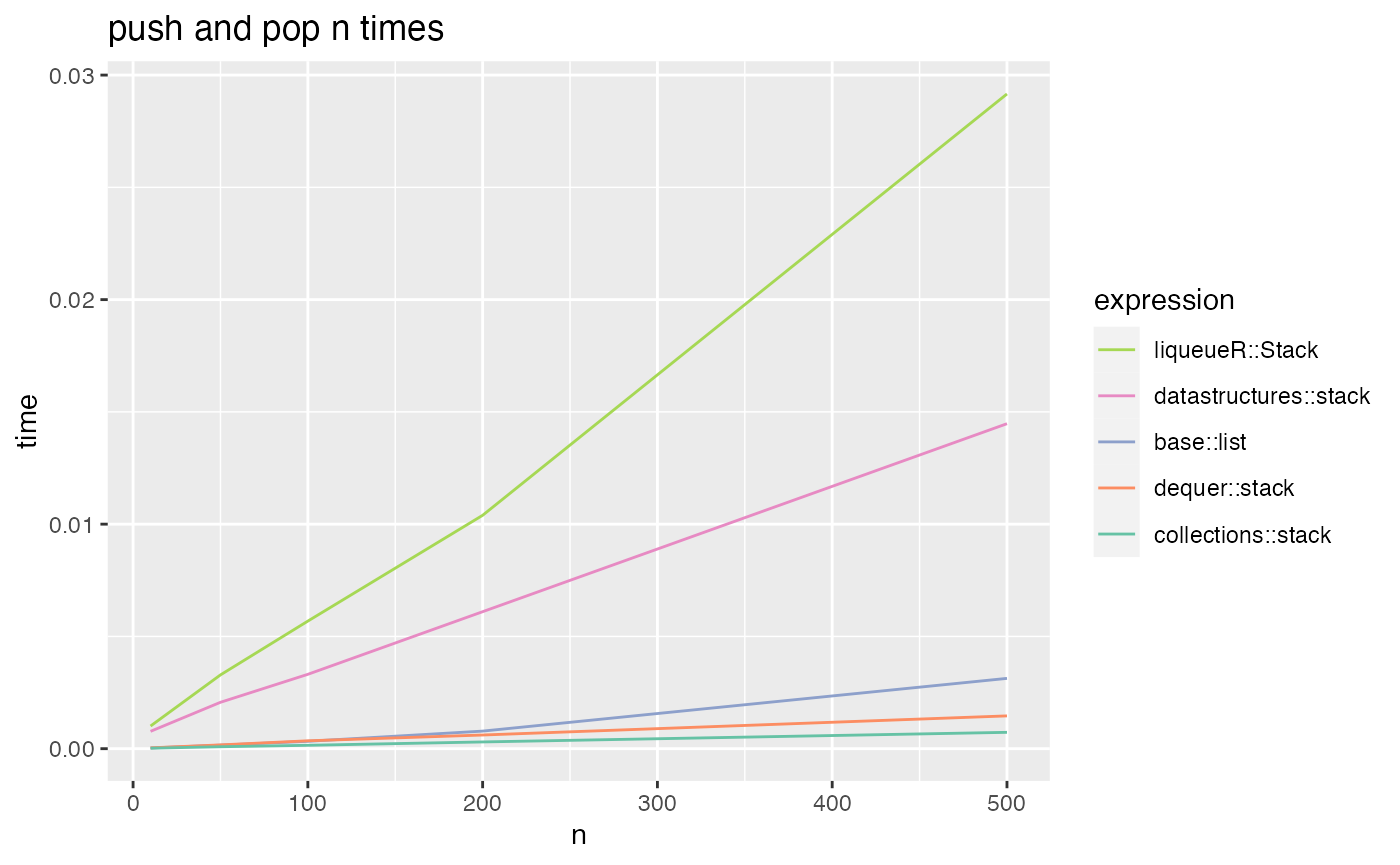 push and pop n times
0.03
0.02
0.01
0.00
time
0
100
200
300
400
500
n
expression
liqueueR::Stack
datastructures::stack
base::list
dequer::stack
collections::stack